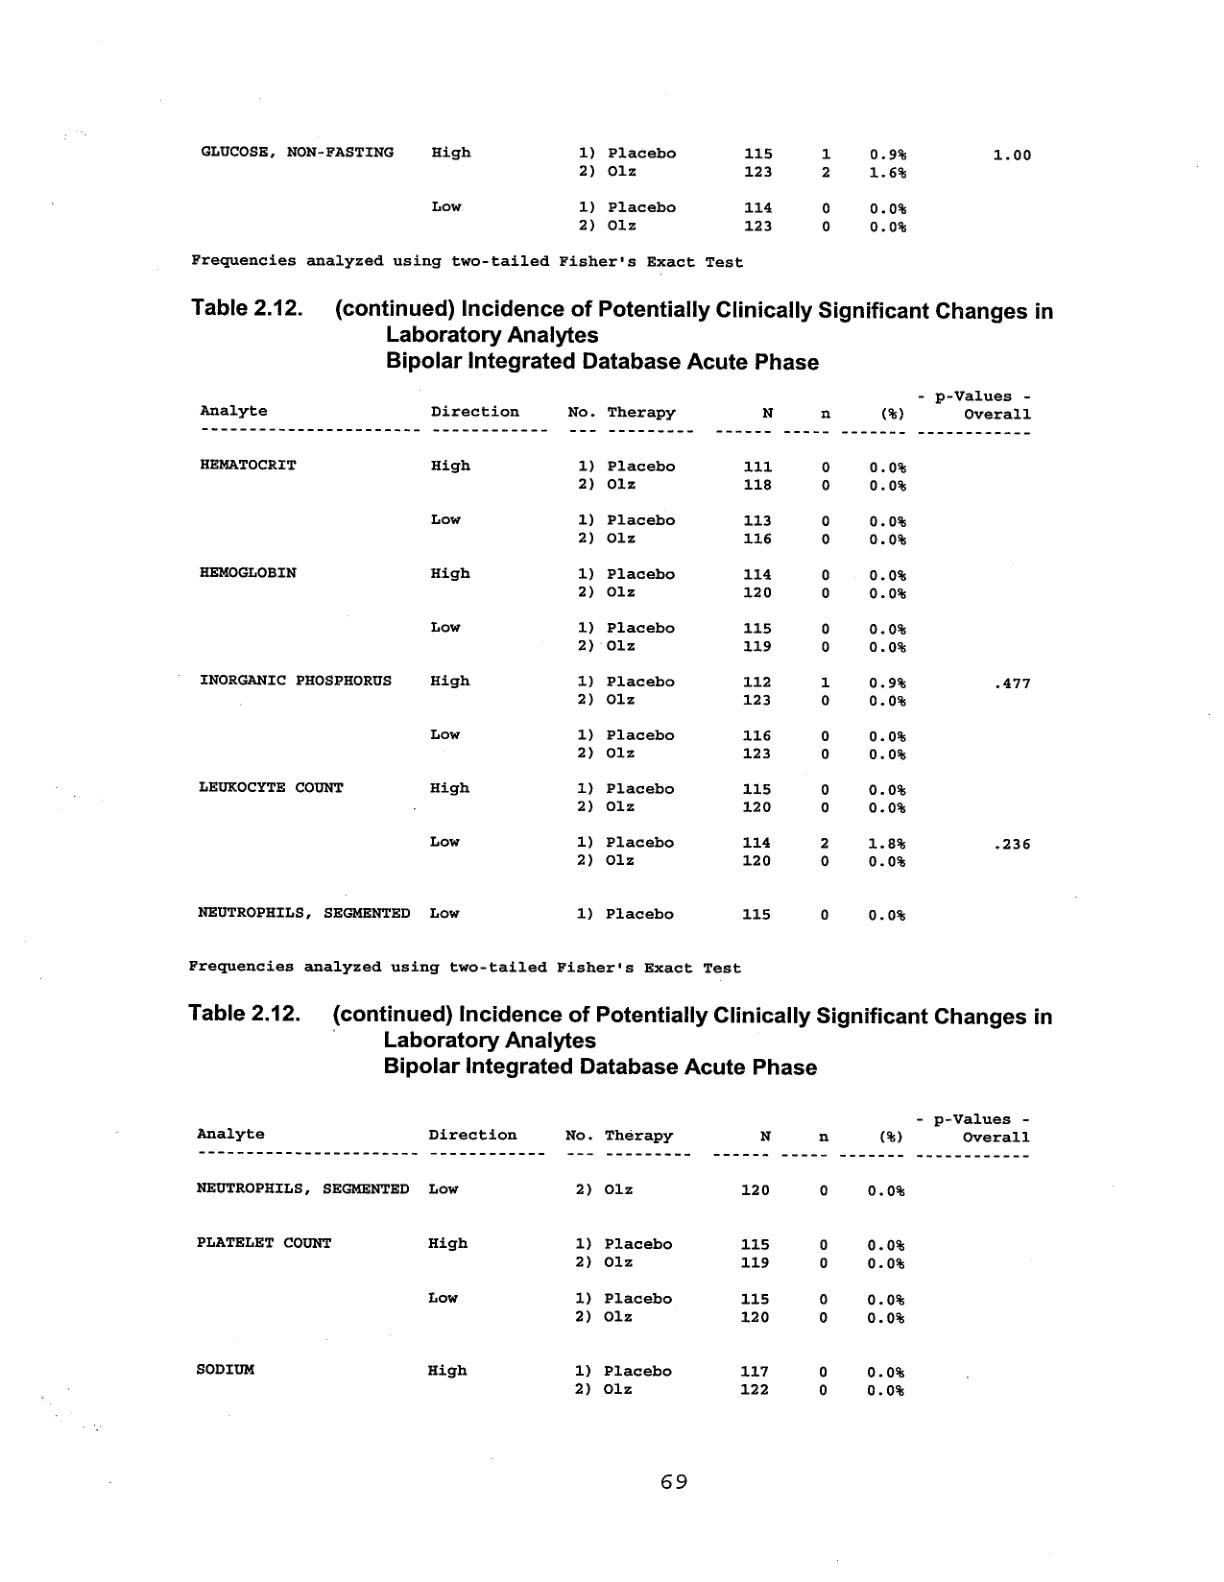 GLUCOSE, NON-FASTING High 1) Placebo 115 1 0.9% 1.00
2) Olz 123 2 1.6%
Low 1) Placebo 114 0 0.0%
2) Olz 123 0 0.0%
Frequencies analyzed using two-tailed Fisher's Exact Test
Table 2.12. (continued) Incidence of Potentially Clinically Significant Changes in
Laboratory Analytes
Bipolar Integrated Database Acute Phase
- p-Values -
Analyte Direction No. Therapy N n (%) Overall
----------------------- ------------ --- --------- ------ ----- ------- ------------
HEMATOCRIT High 1) Placebo 111 0 0.0%
2) Olz 118 0 0.0%
Low 1) Placebo 113 0 0.0%
2) Olz 116 0 0.0%
HEMOGLOBIN High 1) Placebo 114 0 0.0%
2) Olz 120 0 0.0%
Low 1) Placebo 115 0 0.0%
2) Olz 119 0 0.0%
INORGANIC PHOSPHORUS High 1) Placebo 112 1 0.9% .477
2) Olz 123 0 0.0%
Low 1) Placebo 116 0 0.0%
2) Olz 123 0 0.0%
LEUKOCYTE COUNT High 1) Placebo 115 0 0.0%
2) Olz 120 0 0.0%
Low 1) Placebo 114 2 1.8% .236
2) Olz 120 0 0.0%
NEUTROPHILS, SEGMENTED Low 1) Placebo 115 0 0.0%
Frequencies analyzed using two-tailed Fisher's Exact Test
Table 2.12. (continued) Incidence of Potentially Clinically Significant Changes in
Laboratory Analytes
Bipolar Integrated Database Acute Phase
- p-Values -
Analyte Direction No. Therapy N n (%) Overall
----------------------- ------------ --- --------- ------ ----- ------- ------------
NEUTROPHILS, SEGMENTED Low 2) Olz 120 0 0.0%
PLATELET COUNT High 1) Placebo 115 0 0.0%
2) Olz 119 0 0.0%
Low 1) Placebo 115 0 0.0%
2) Olz 120 0 0.0%
SODIUM High 1) Placebo 117 0 0.0%
2) Olz 122 0 0.0%
69